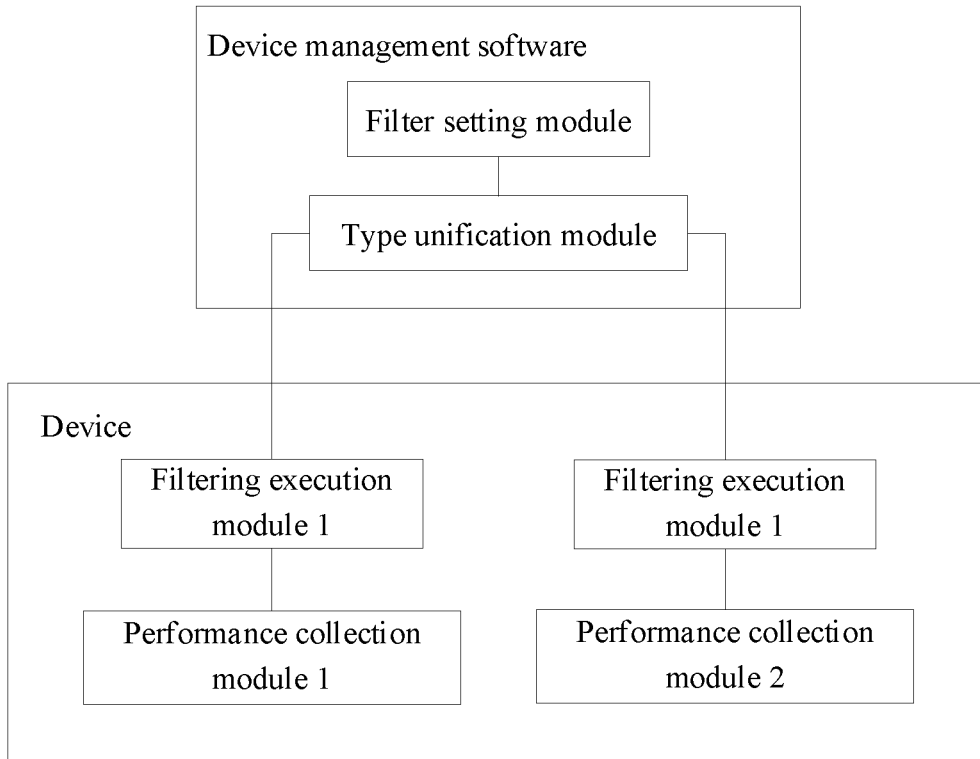 Device management software
Filter setting module
Type unification module
Device
Filtering execution
module 1
Filtering execution
module 1
Performance collection
module 1
Performance collection
module 2